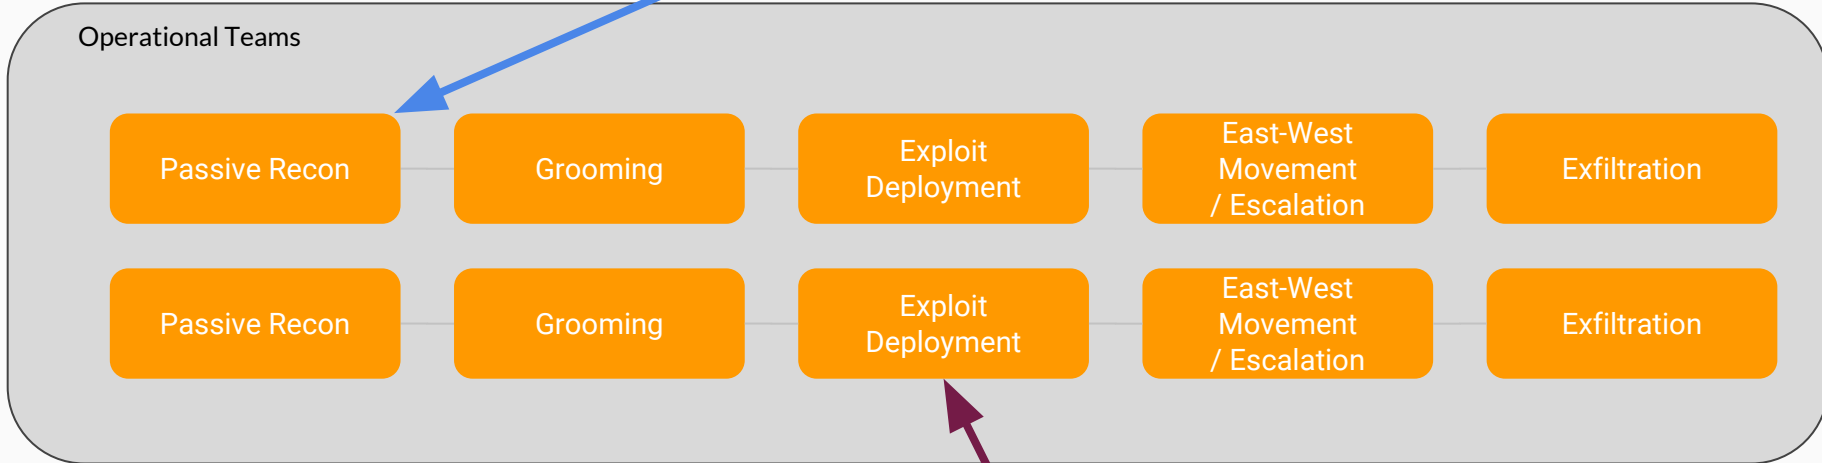 Operational Teams
Passive Recon
Grooming
Exploit
Deployment
East-West
Movement
/ Escalation
Exfiltration
Passive Recon
Grooming
Exploit
Deployment
East-West
Movement
/ Escalation
Exfiltration